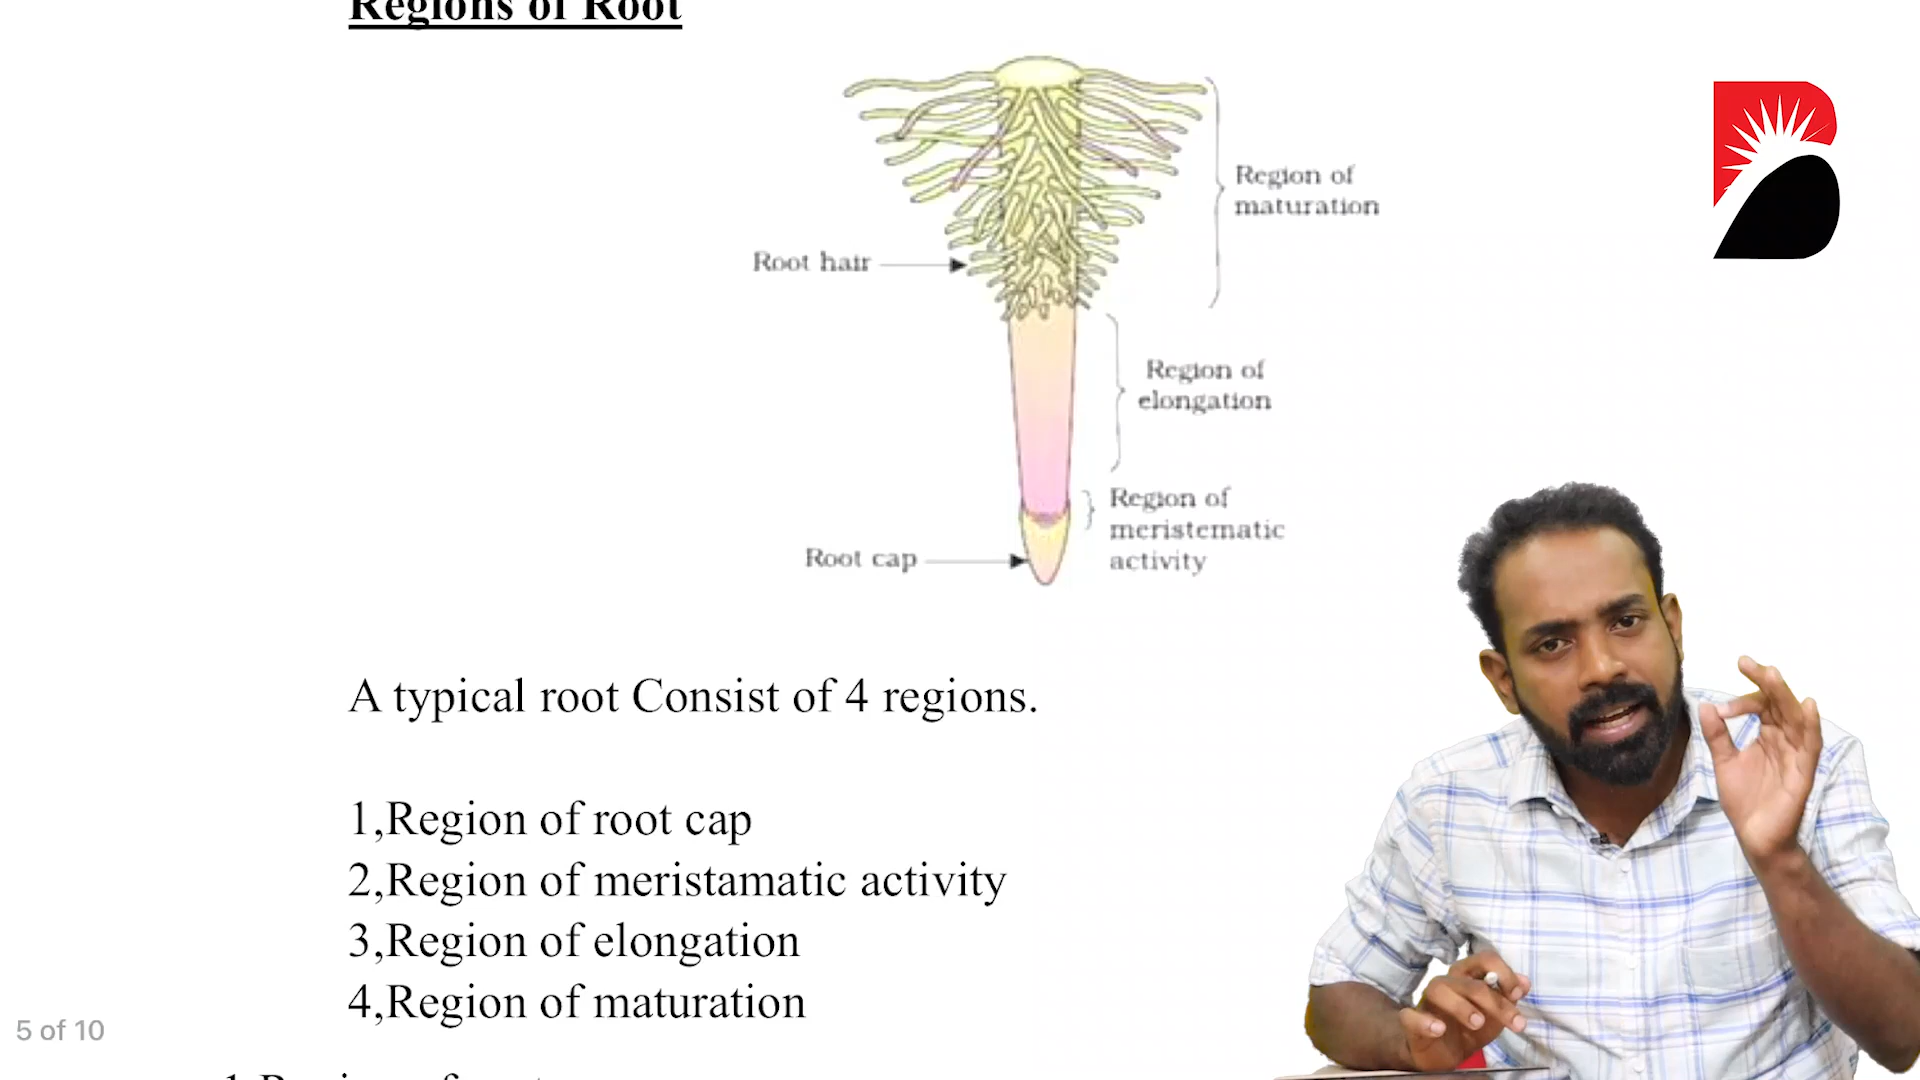 Regions of Root
Region of
maturation
Root hair
Region of
elongation
Region of
meristematic
activity
Root cap
A typical root Consist of 4 regions.
1,Region of root cap
2,Region of meristamatic activity
3,Region of elongation
4,Region of maturation
5 of 10